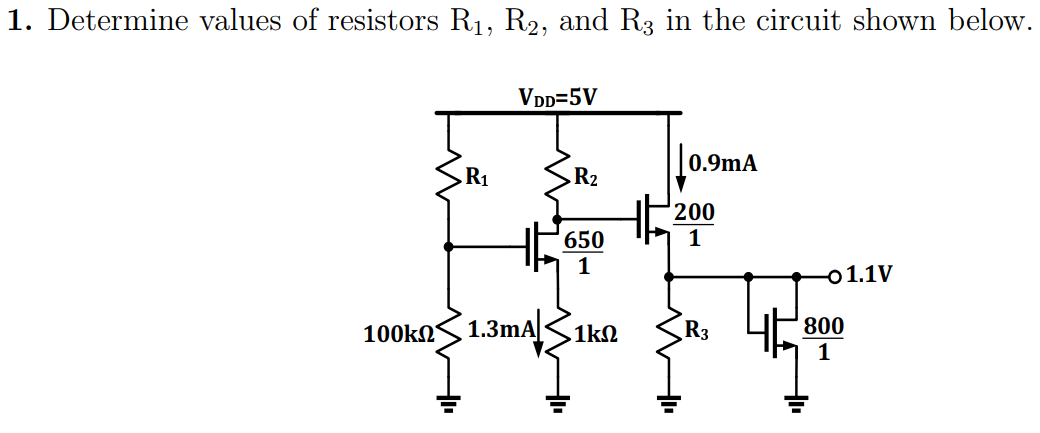 1. Determine values of resistors R₁, R₂, and R₃ in the circuit shown below.
V_DD=5V
0.9mA
R₁
R₂
200
1
650
1
1.1V
100kΩ
1.3mA
1kΩ
R₃
800
1